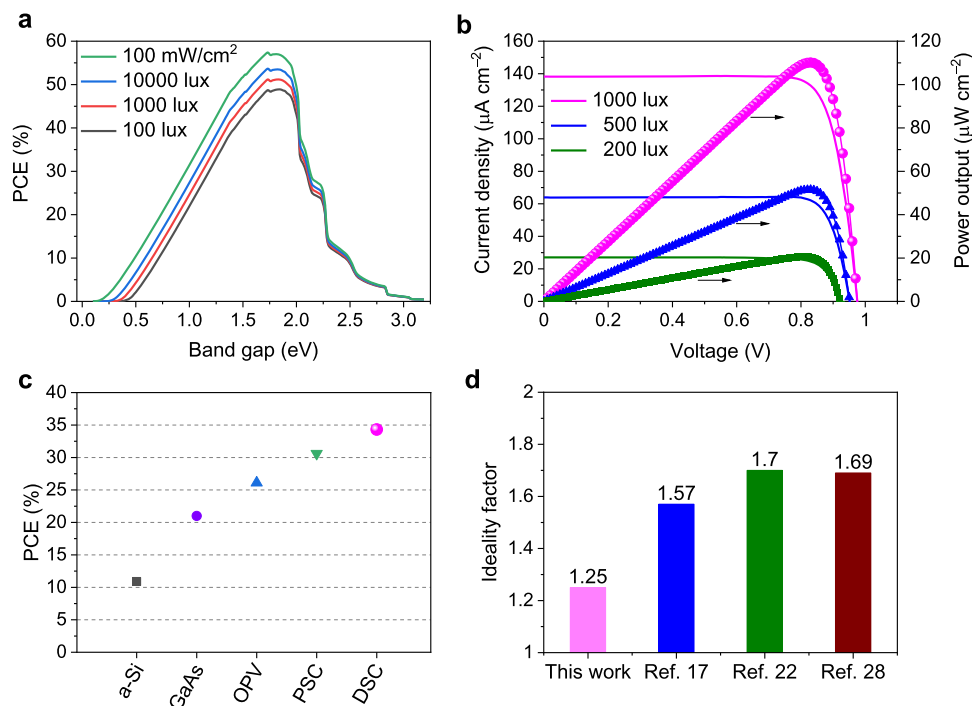 a
PCE (%)
60
50
40
30
20
10
0
100 mW/cm²
10000 lux
1000 lux
100 lux
0.0 0.5 1.0 1.5 2.0 2.5 3.0
Band gap (eV)
b
Current density (µA cm⁻²)
160
140
120
100
80
60
40
20
0
1000 lux
500 lux
200 lux
120
100
80
60
40
20
0
Power output (µW cm⁻²)
0 0.2 0.4 0.6 0.8 1
Voltage (V)
c
PCE (%)
40
35
30
25
20
15
10
5
0
a-Si GaAs OPV PSC DSC
d
Ideality factor
2
1.8
1.6
1.4
1.2
1
1.25
1.57
1.7
1.69
This work Ref. 17 Ref. 22 Ref. 28